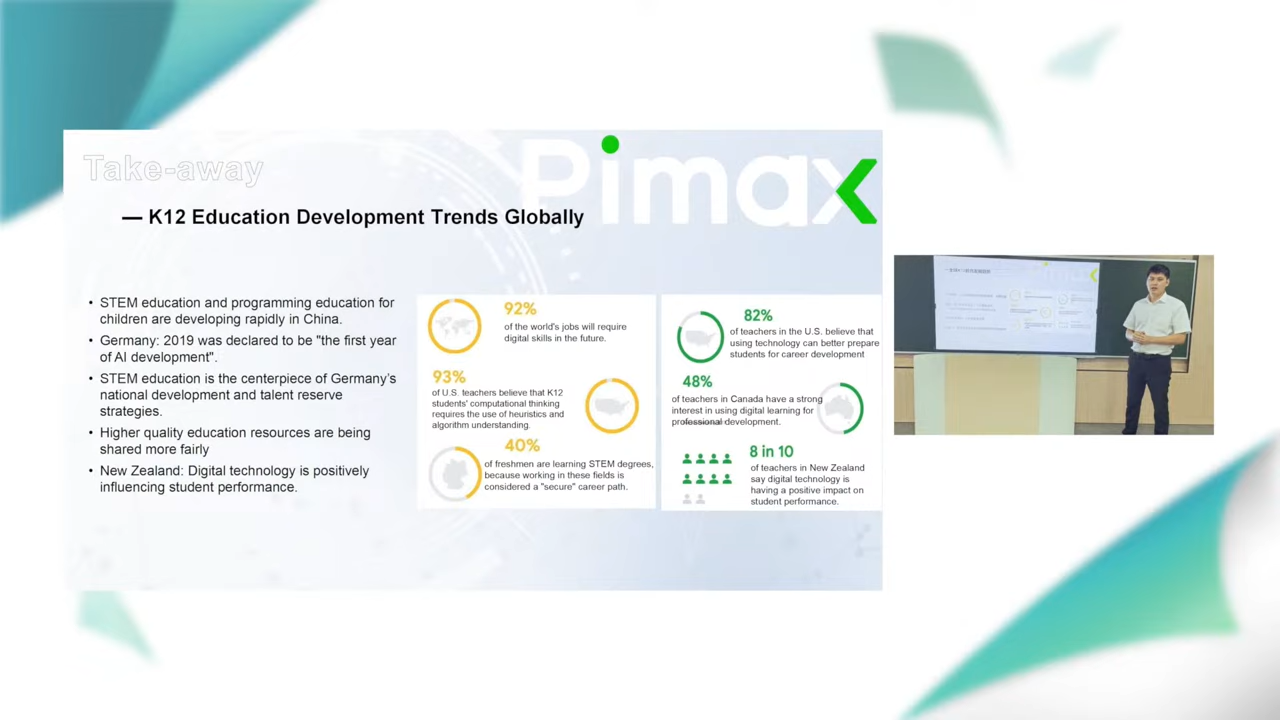 Take-away
Pimax
— K12 Education Development Trends Globally
• STEM education and programming education for
children are developing rapidly in China.
• Germany: 2019 was declared to be "the first year
of AI development".
• STEM education is the centerpiece of Germany's
national development and talent reserve
strategies.
• Higher quality education resources are being
shared more fairly
• New Zealand: Digital technology is positively
influencing student performance.
92%
of the world's jobs will require
digital skills in the future.
93%
of U.S. teachers believe that K12
students' computational thinking
requires the use of heuristics and
algorithm understanding.
40%
of freshmen are learning STEM degrees,
because working in these fields is
considered a "secure" career path.
82%
of teachers in the U.S. believe that
using technology can better prepare
students for career development
48%
of teachers in Canada have a strong
interest in using digital learning for
professional development.
8 in 10
of teachers in New Zealand
say digital technology is
having a positive impact on
student performance.